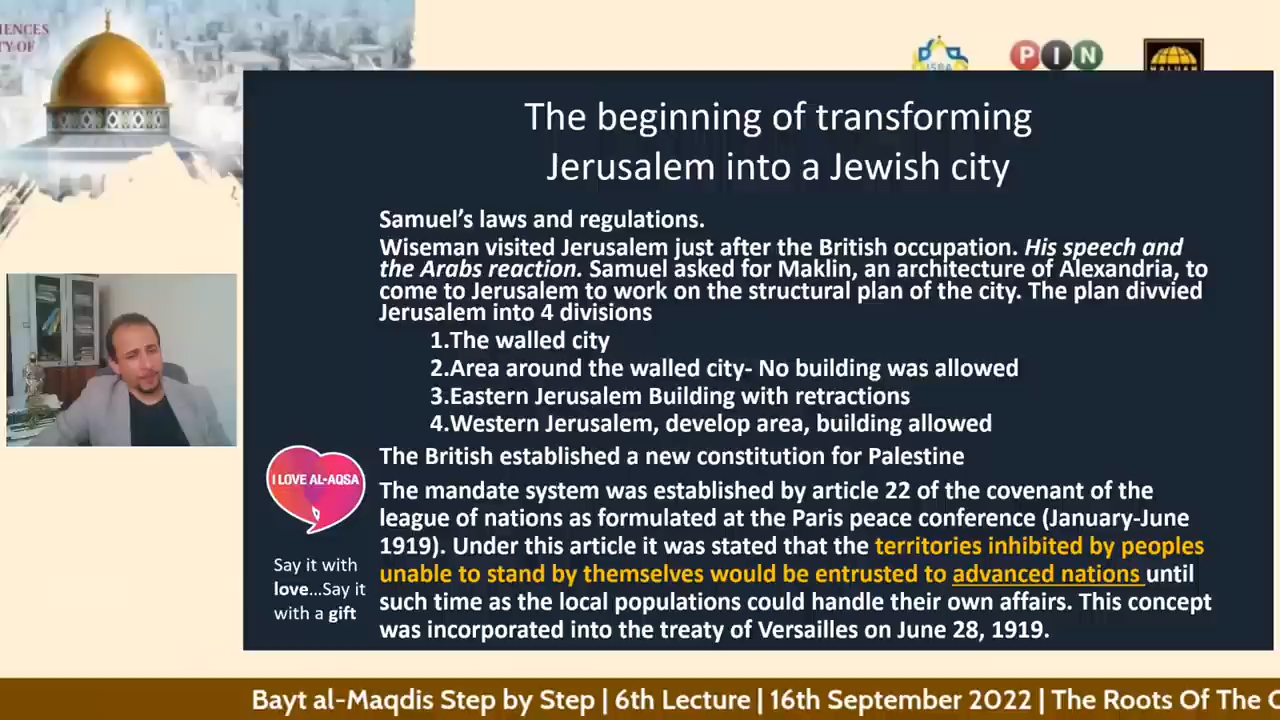 IENCES
TY OF
ISRA
P I N
The beginning of transforming
Jerusalem into a Jewish city
Samuel’s laws and regulations.
Wiseman visited Jerusalem just after the British occupation. His speech and
the Arabs reaction. Samuel asked for Maklin, an architecture of Alexandria, to
come to Jerusalem to work on the structural plan of the city. The plan divvied
Jerusalem into 4 divisions
1.The walled city
2.Area around the walled city- No building was allowed
3.Eastern Jerusalem Building with retractions
4.Western Jerusalem, develop area, building allowed
The British established a new constitution for Palestine
The mandate system was established by article 22 of the covenant of the
league of nations as formulated at the Paris peace conference (January-June
1919). Under this article it was stated that the territories inhibited by peoples
unable to stand by themselves would be entrusted to advanced nations until
such time as the local populations could handle their own affairs. This concept
was incorporated into the treaty of Versailles on June 28, 1919.
I LOVE AL-AQSA
Say it with
love...Say it
with a gift
Bayt al-Maqdis Step by Step | 6th Lecture | 16th September 2022 | The Roots Of The